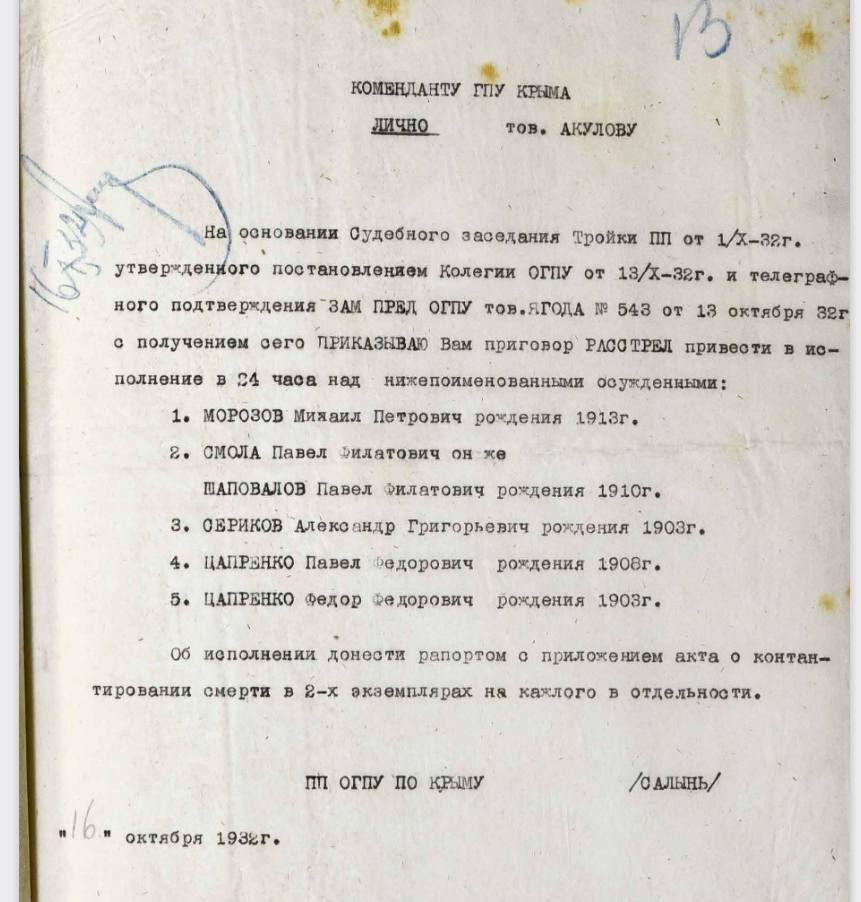 13
КОМЕНДАНТУ ГПУ КРЫМА
ЛИЧНО тов. АКУЛОВУ
На основании Судебного заседания Тройки ПП от 1/X-32г.
утвержденного постановлением Колегии ОГПУ от 13/X-32г. и телеграф-
ного подтверждения ЗАМ ПРЕД ОГПУ тов.ЯГОДА № 543 от 13 октября 32г
с получением сего ПРИКАЗЫВАЮ Вам приговор РАССТРЕЛ привести в ис-
полнение в 24 часа над нижепоименованными осужденными:
1. МОРОЗОВ Михаил Петрович рождения 1913г.
2. СМОЛА Павел Филатович он же
ШАПОВАЛОВ Павел Филатович рождения 1910г.
3. СЕРИКОВ Александр Григорьевич рождения 1903г.
4. ЦАПРЕНКО Павел Федорович рождения 1908г.
5. ЦАПРЕНКО Федор Федорович рождения 1903г.
Об исполнении донести рапортом с приложением акта о контан-
тировании смерти в 2-х экземплярах на кажлого в отдельности.
ПП ОГПУ ПО КРЫМУ /САЛЫНЬ/
"16" октября 1932г.